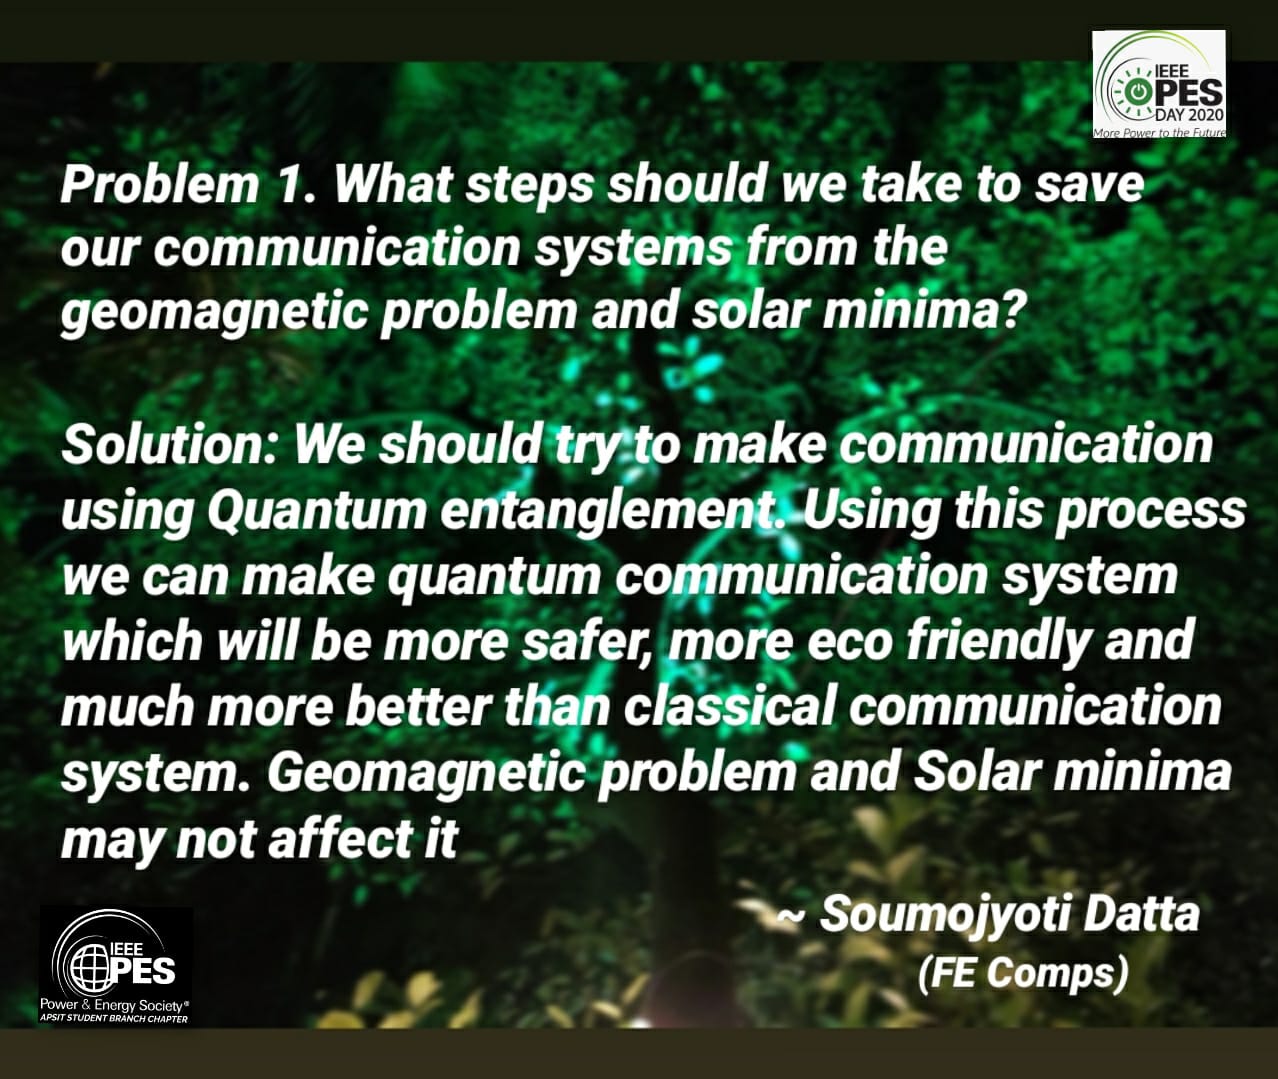 IEEE
PES
DAY 2020
More Power to the Future
Problem 1. What steps should we take to save
our communication systems from the
geomagnetic problem and solar minima?
Solution: We should try to make communication
using Quantum entanglement. Using this process
we can make quantum communication system
which will be more safer, more eco friendly and
much more better than classical communication
system. Geomagnetic problem and Solar minima
may not affect it
~ Soumojyoti Datta
(FE Comps)
IEEE
PES
Power & Energy Society®
APSIT STUDENT BRANCH CHAPTER